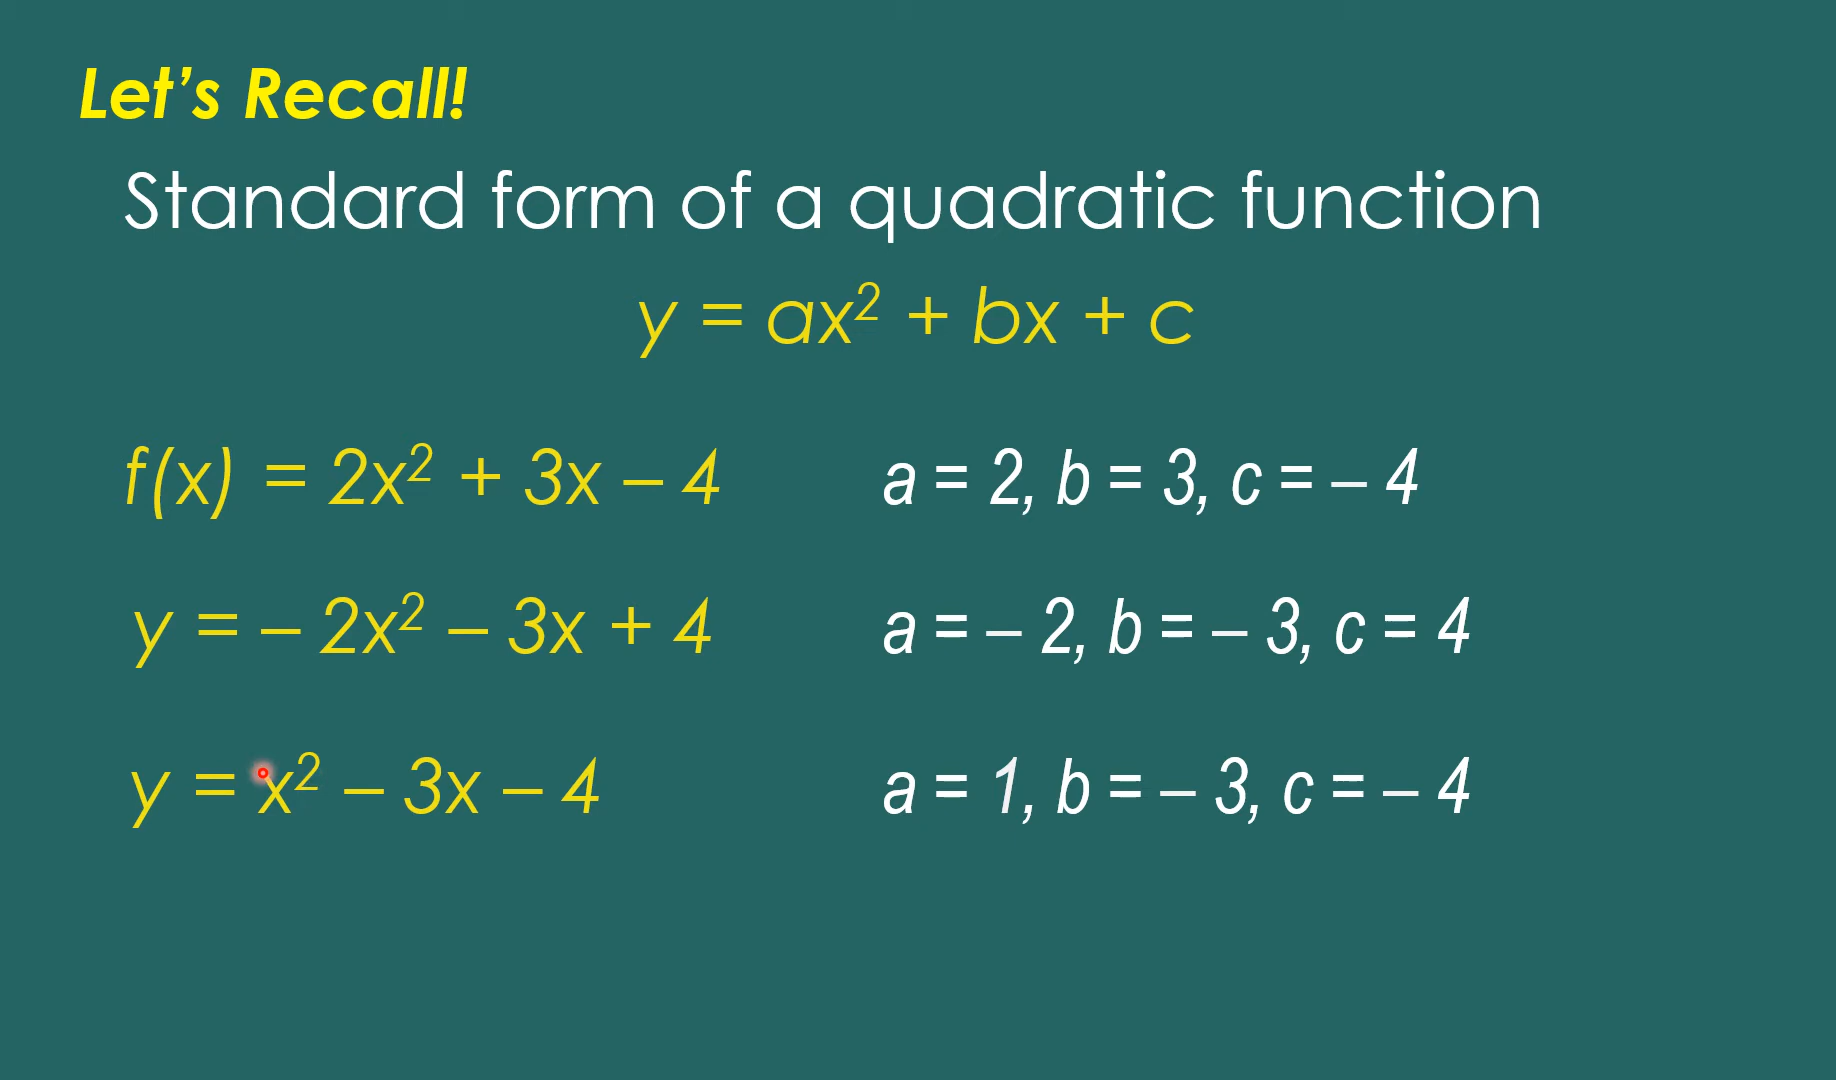 Let’s Recall!
Standard form of a quadratic function
y = ax² + bx + c
f(x) = 2x² + 3x – 4 a = 2, b = 3, c = – 4
y = – 2x² – 3x + 4 a = – 2, b = – 3, c = 4
y = x² – 3x – 4 a = 1, b = – 3, c = – 4